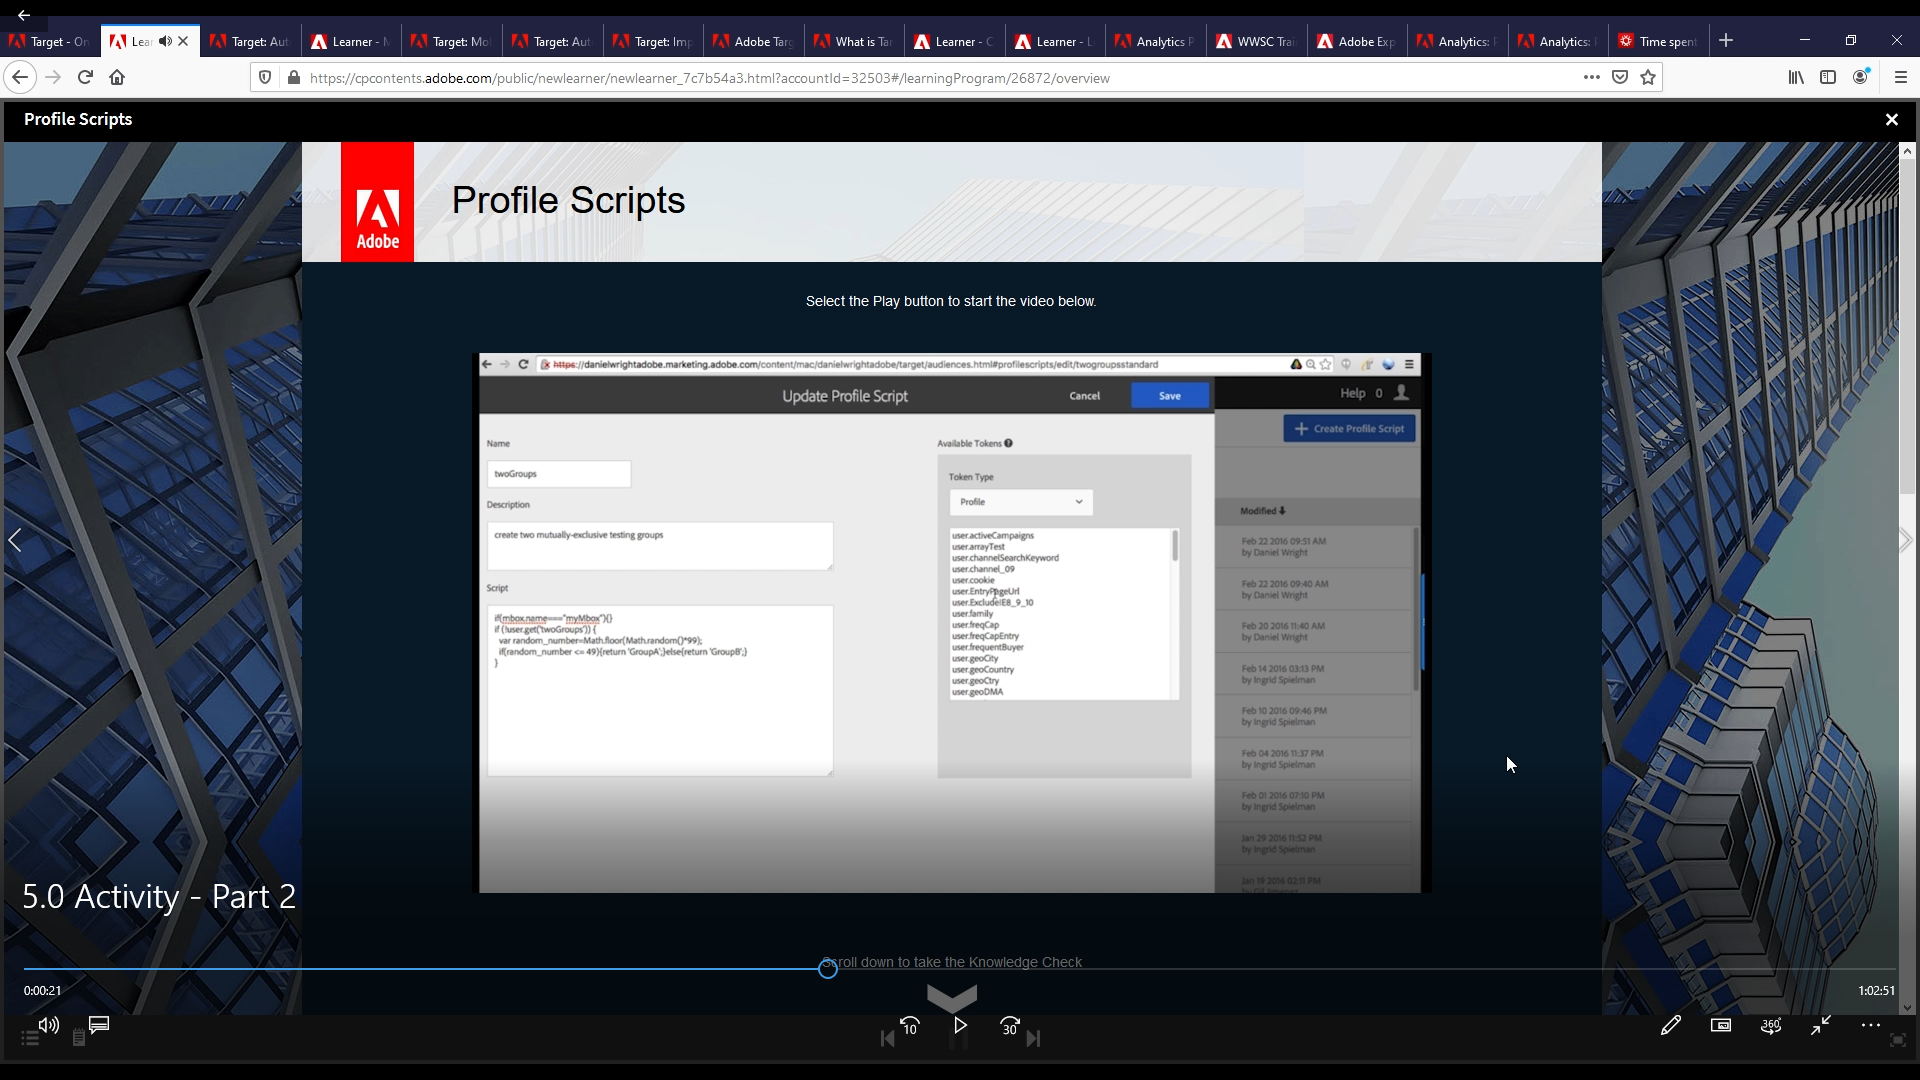 Target - On
Lear
Target: Aut
Learner - M
Target: Mo
Target: Aut
Target: Imp
Adobe Targ
What is Tar
Learner - C
Learner - L
Analytics P
WWSC Trai
Adobe Exp
Analytics: F
Analytics:
Time spent
https://cpcontents.adobe.com/public/newlearner/newlearner_7c7b54a3.html?accountId=32503#/learningProgram/26872/overview
Profile Scripts
Adobe
Profile Scripts
Select the Play button to start the video below.
https://danielwrightadobe.marketing.adobe.com/content/mac/danielwrightadobe/target/audiences.html#profilescripts/edit/twogroupsstandard
Update Profile Script
Cancel
Save
Help 0
Create Profile Script
Name
twoGroups
Description
create two mutually-exclusive testing groups
Script
if(mbox.name==="myMbox"){}
if (!user.get('twoGroups')) {
var random_number=Math.floor(Math.random()*99);
if(random_number <= 49){return 'GroupA';}else{return 'GroupB';}
}
Available Tokens
Token Type
Profile
user.activeCampaigns
user.arrayTest
user.channelSearchKeyword
user.channel_09
user.cookie
user.EntryPageUrl
user.ExcludeIE8_9_10
user.family
user.freqCap
user.freqCapEntry
user.frequentBuyer
user.geoCity
user.geoCountry
user.geoCtry
user.geoDMA
Modified
Feb 22 2016 09:51 AM
by Daniel Wright
Feb 22 2016 09:40 AM
by Daniel Wright
Feb 20 2016 11:40 AM
by Daniel Wright
Feb 14 2016 03:13 PM
by Ingrid Spielman
Feb 10 2016 09:46 PM
by Ingrid Spielman
Feb 04 2016 11:37 PM
by Ingrid Spielman
Feb 01 2016 07:10 PM
by Ingrid Spielman
Jan 29 2016 11:52 PM
by Ingrid Spielman
Jan 19 2016 02:11 PM
5.0 Activity - Part 2
Scroll down to take the Knowledge Check
0:00:21
1:02:51
10
30
360°